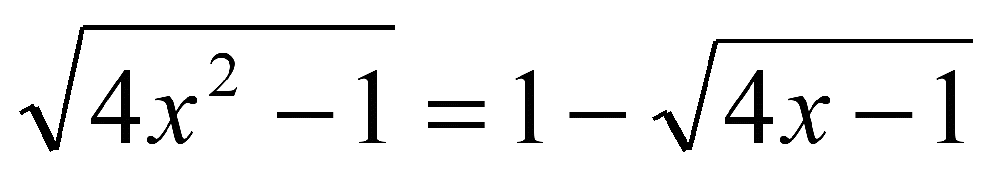 √(4x² − 1) = 1 − √(4x − 1)